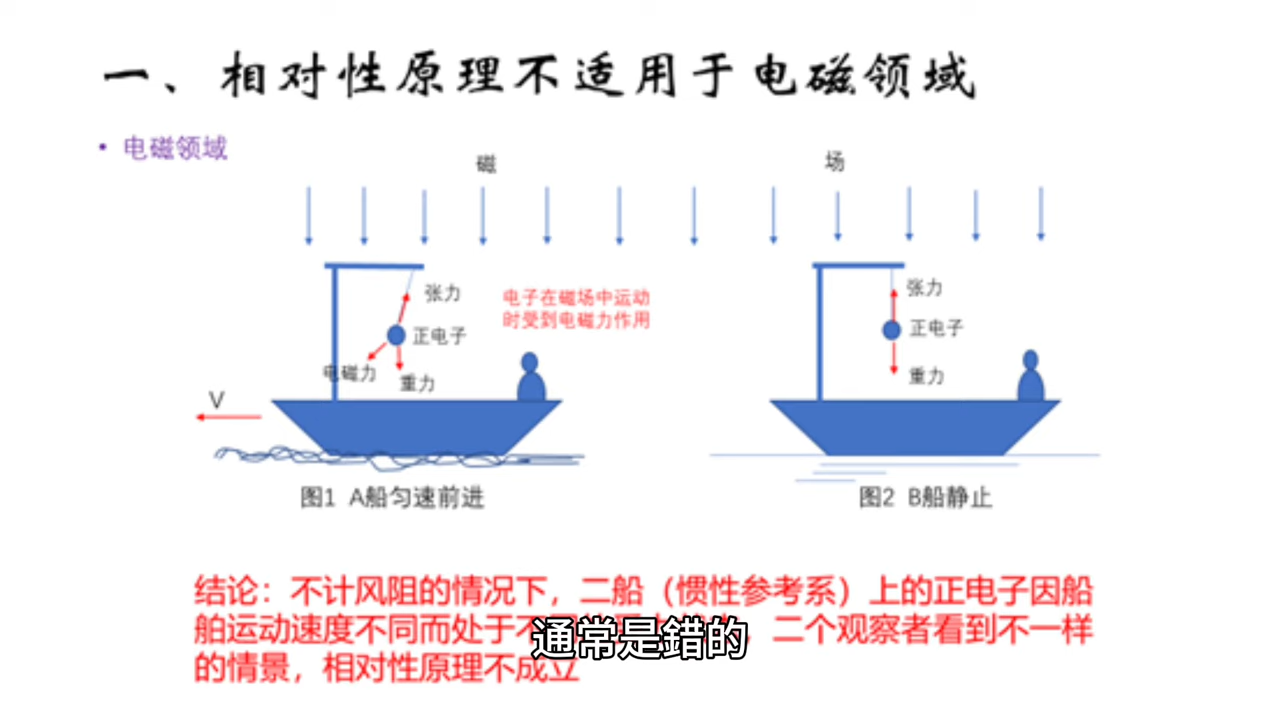 一、相对性原理不适用于电磁领域
• 电磁领域
磁 场
张力
电子在磁场中运动
时受到电磁力作用
正电子
电磁力
重力
V
图1 A船匀速前进
张力
正电子
重力
图2 B船静止
结论：不计风阻的情况下，二船（惯性参考系）上的正电子因船
舶运动速度不同而处于不同的，二个观察者看到不一样
的情景，相对性原理不成立
通常是錯的